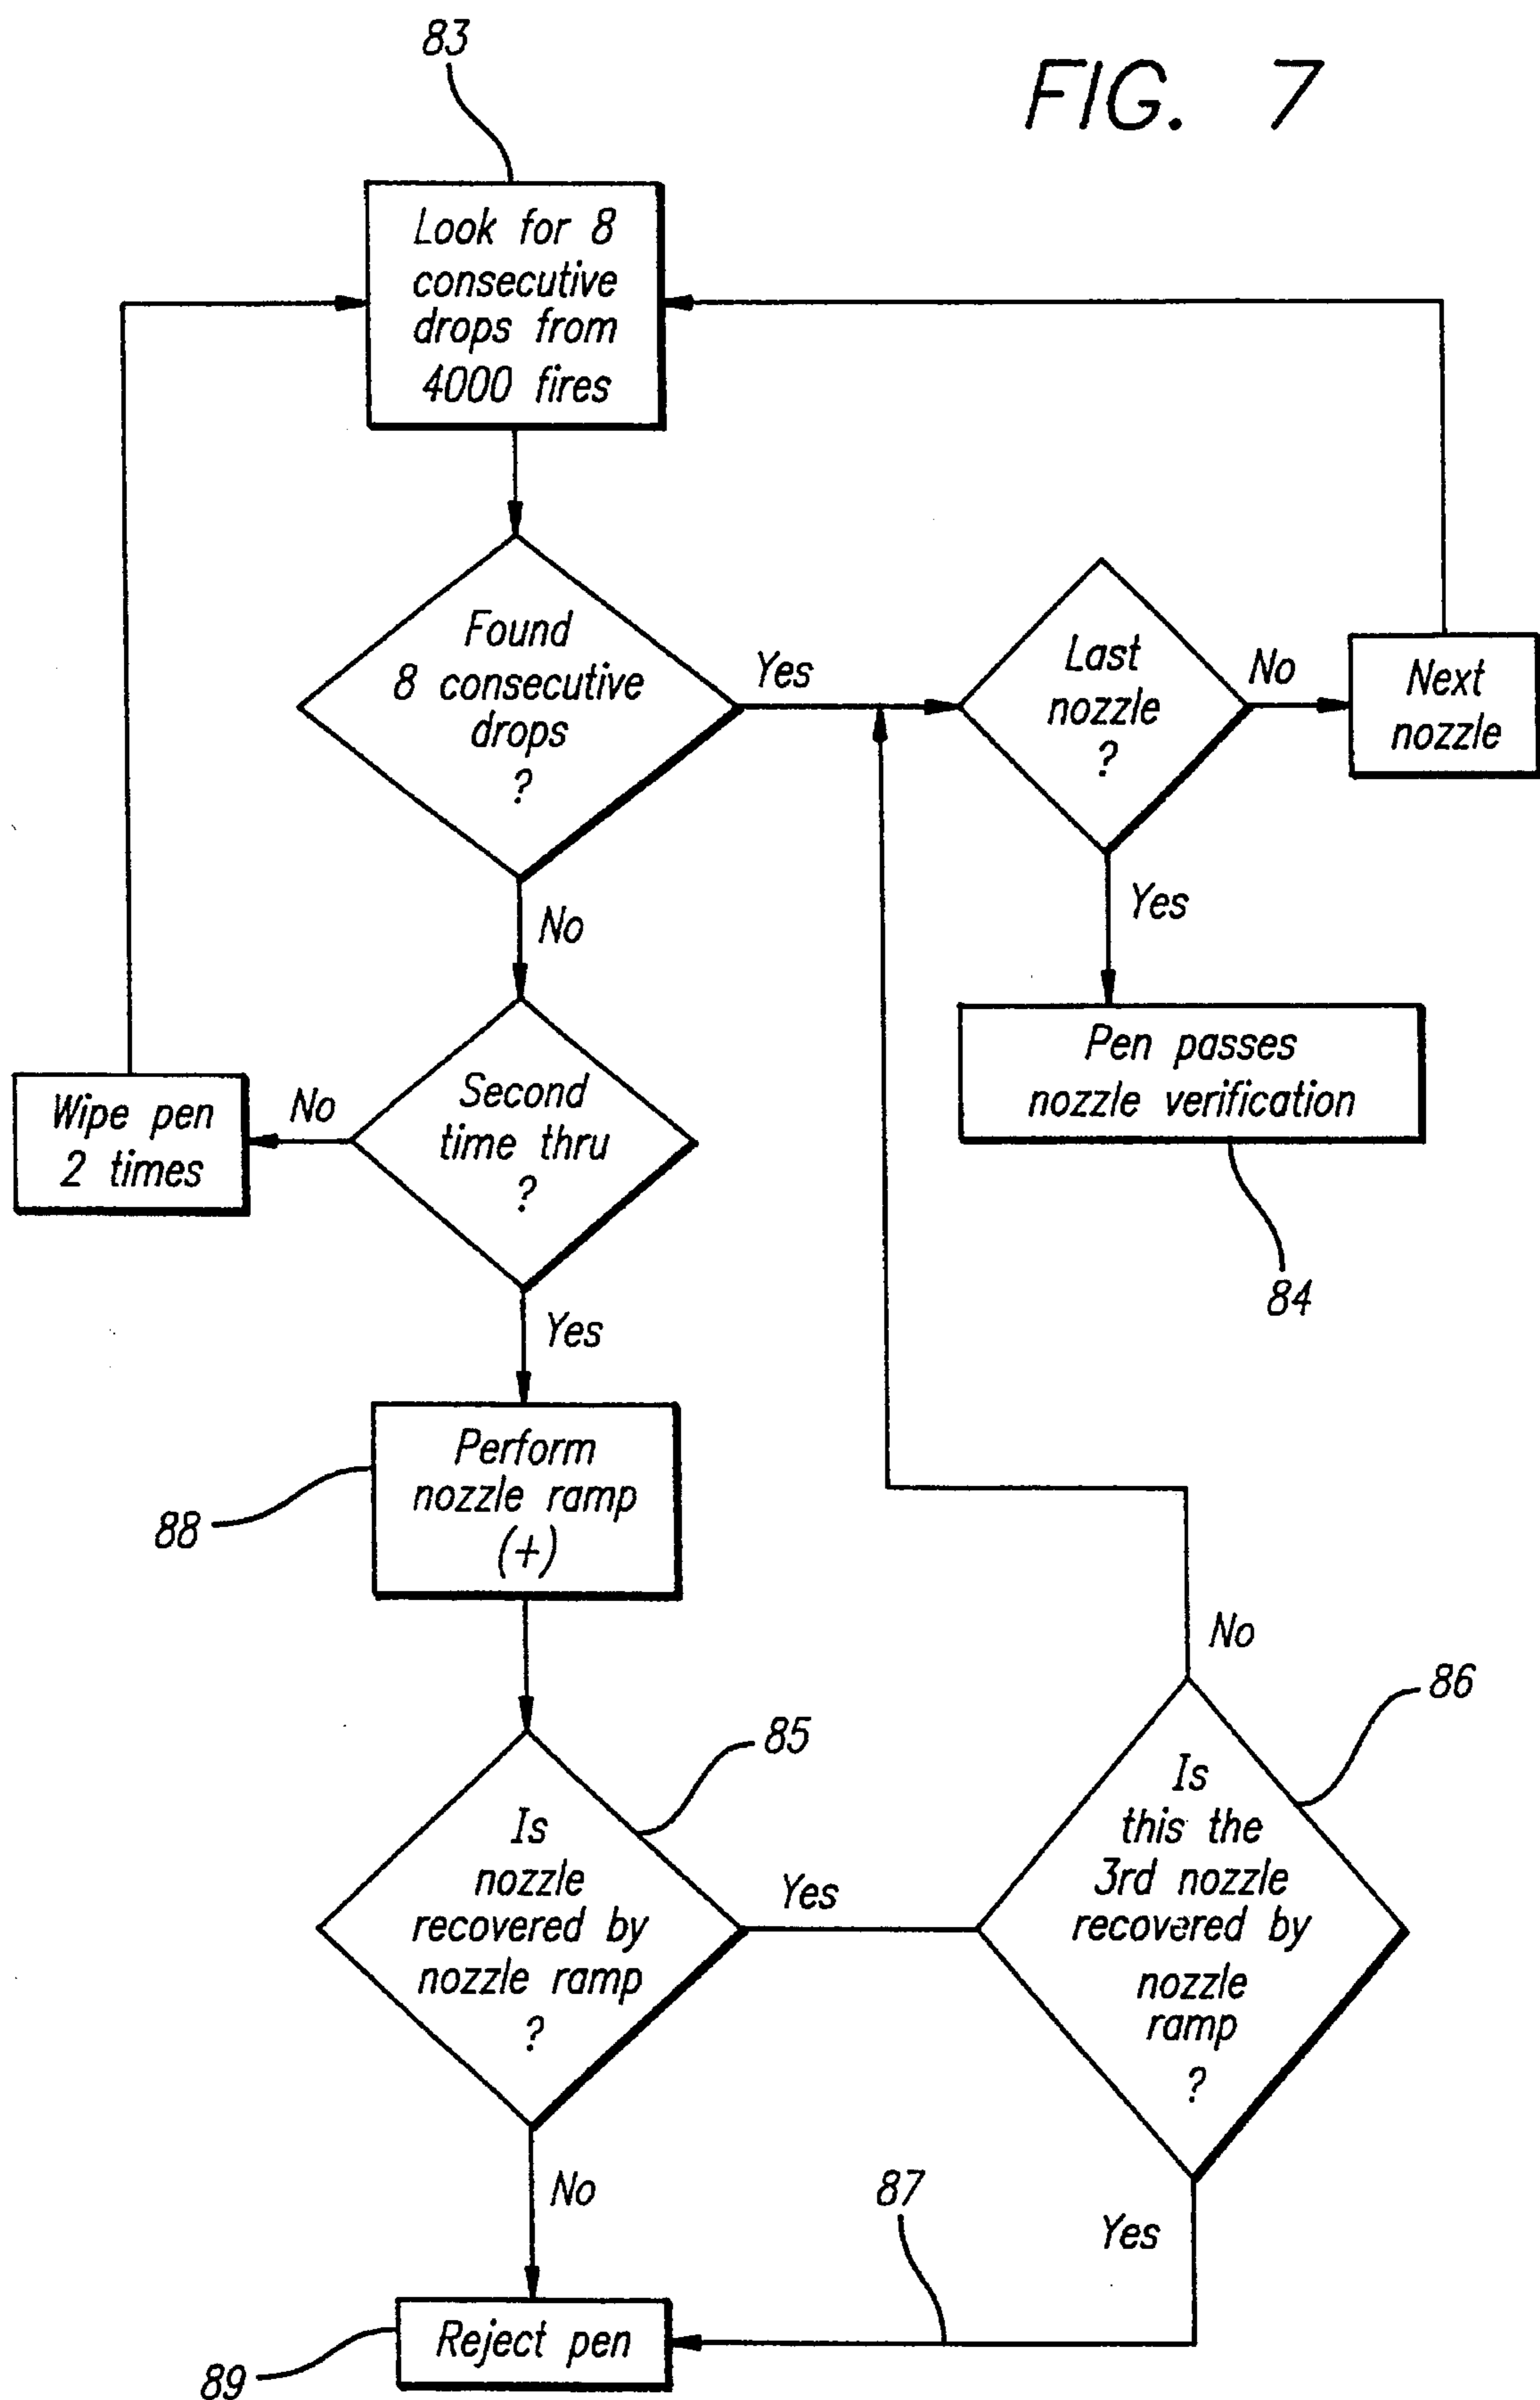 83
FIG. 7
Look for 8
consecutive
drops from
4000 fires
Found
8 consecutive
drops
?
Yes
Last
nozzle
?
No
Next
nozzle
No
Yes
Pen passes
nozzle verification
84
Second
time thru
?
No
Wipe pen
2 times
Yes
Perform
nozzle ramp
(+)
88
No
86
85
Is
nozzle
recovered by
nozzle ramp
?
Yes
Is
this the
3rd nozzle
recovered by
nozzle
ramp
?
No
87
Yes
Reject pen
89